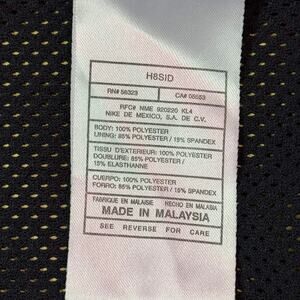 H8SID
RN# 56323 CA# 05553
RFC# NME 920220 KL4
NIKE DE MEXICO, S.A. DE C.V.
BODY: 100% POLYESTER
LINING: 85% POLYESTER / 15% SPANDEX
TISSU D'EXTERIEUR: 100% POLYESTER
DOUBLURE: 85% POLYESTER /
15% ELASTHANNE
CUERPO: 100% POLYESTER
FORRO: 85% POLYESTER / 15% SPANDEX
FABRIQUE EN MALAISIE HECHO EN MALASIA
MADE IN MALAYSIA
SEE REVERSE FOR CARE